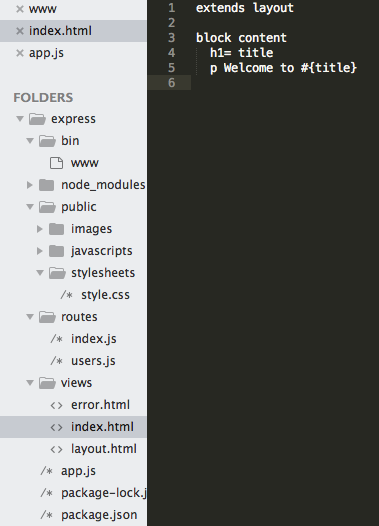 www
index.html
app.js
FOLDERS
express
bin
www
node_modules
public
images
javascripts
stylesheets
/* style.css
routes
/* index.js
/* users.js
views
<> error.html
<> index.html
<> layout.html
/* app.js
/* package-lock.j
/* package.json
1 extends layout
2
3 block content
4 h1= title
5 p Welcome to #{title}
6